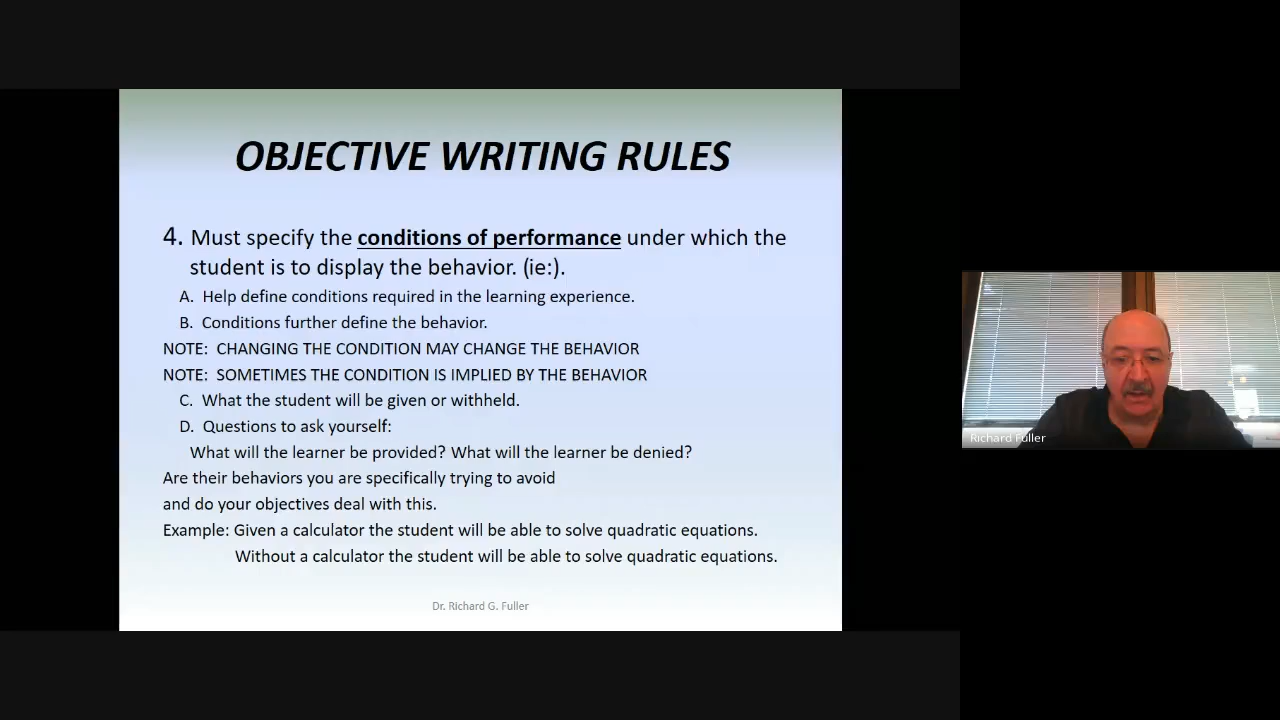 OBJECTIVE WRITING RULES
4. Must specify the conditions of performance under which the
student is to display the behavior. (ie:).
A. Help define conditions required in the learning experience.
B. Conditions further define the behavior.
NOTE: CHANGING THE CONDITION MAY CHANGE THE BEHAVIOR
NOTE: SOMETIMES THE CONDITION IS IMPLIED BY THE BEHAVIOR
C. What the student will be given or withheld.
D. Questions to ask yourself:
What will the learner be provided? What will the learner be denied?
Are their behaviors you are specifically trying to avoid
and do your objectives deal with this.
Example: Given a calculator the student will be able to solve quadratic equations.
Without a calculator the student will be able to solve quadratic equations.
Dr. Richard G. Fuller
Richard Fuller